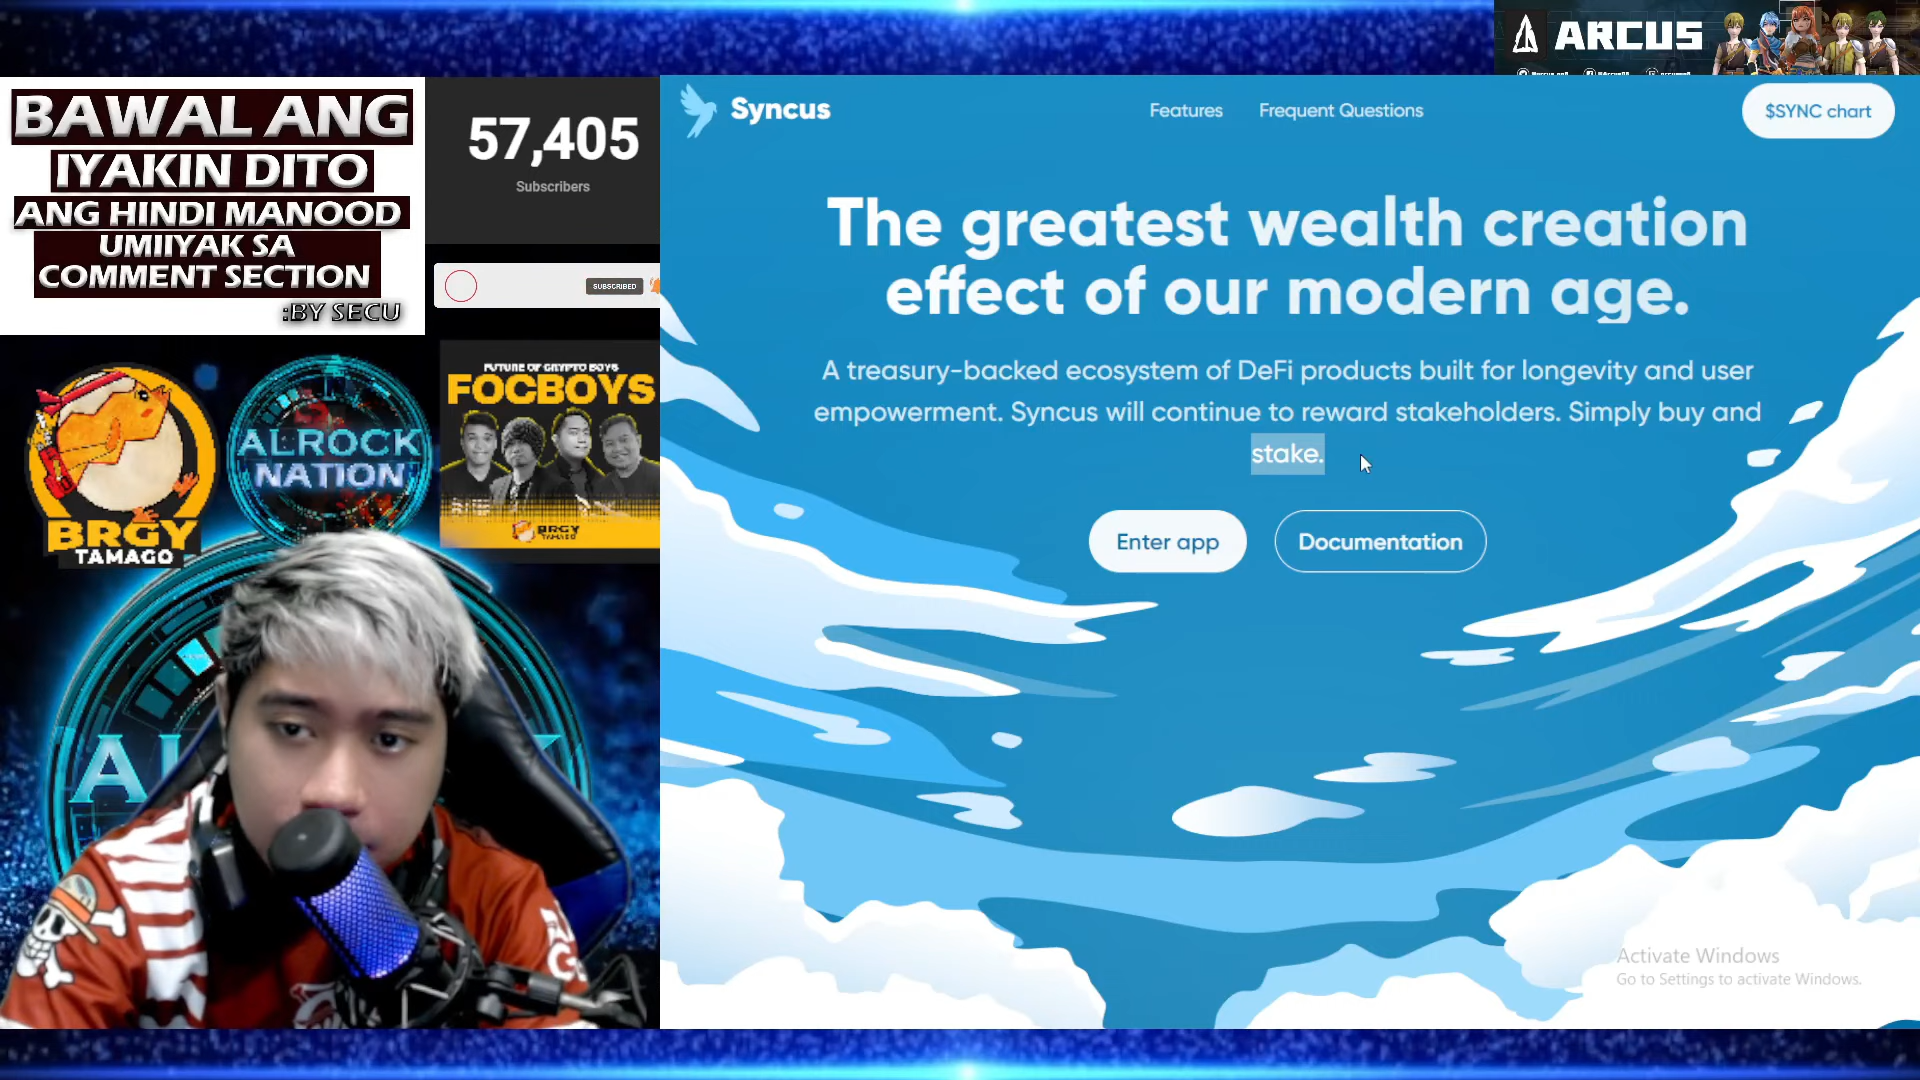 ARCUS
BAWAL ANG
IYAKIN DITO
ANG HINDI MANOOD
UMIIYAK SA
COMMENT SECTION
:BY SECU
57,405
Subscribers
SUBSCRIBED
BRGY
TAMAGO
ALROCK
NATION
FUTURE OF CRYPTO BOYS
FOCBOYS
BRGY
TAMAGO
Syncus
Features
Frequent Questions
$SYNC chart
The greatest wealth creation
effect of our modern age.
A treasury-backed ecosystem of DeFi products built for longevity and user
empowerment. Syncus will continue to reward stakeholders. Simply buy and
stake.
Enter app
Documentation
Activate Windows
Go to Settings to activate Windows.